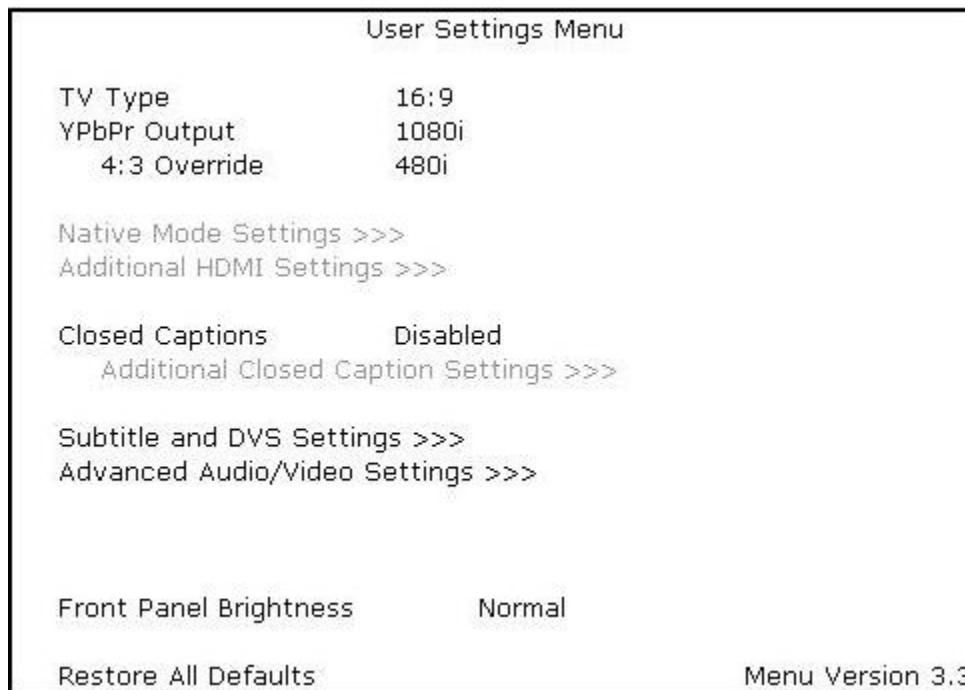 User Settings Menu
TV Type 16:9
YPbPr Output 1080i
4:3 Override 480i
Native Mode Settings >>>
Additional HDMI Settings >>>
Closed Captions Disabled
Additional Closed Caption Settings >>>
Subtitle and DVS Settings >>>
Advanced Audio/Video Settings >>>
Front Panel Brightness Normal
Restore All Defaults Menu Version 3.3